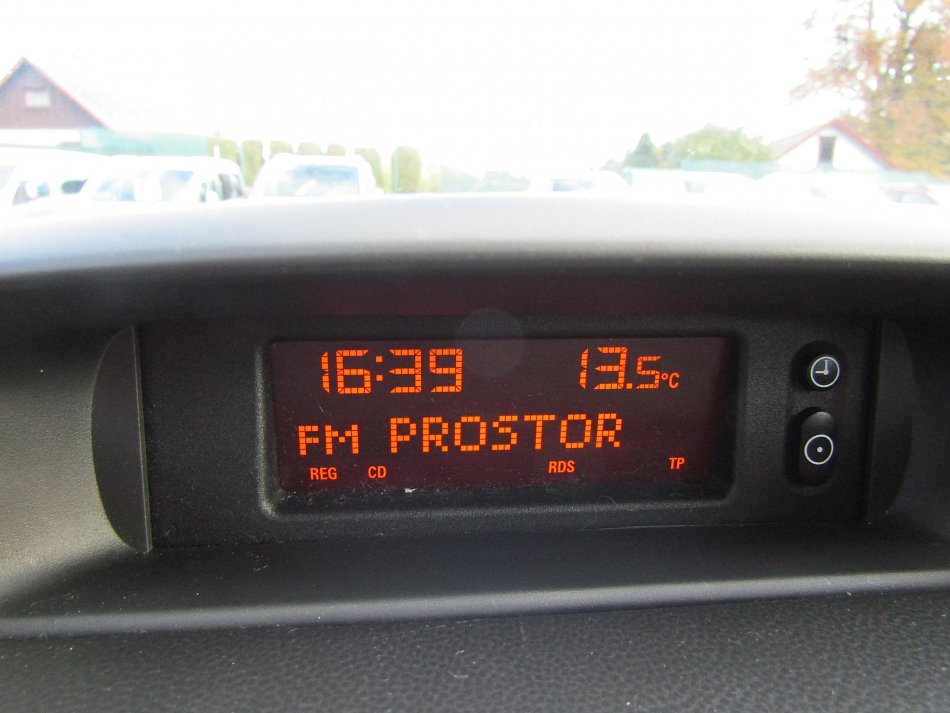 16:39 13.5°C
FM PROSTOR
REG CD RDS TP